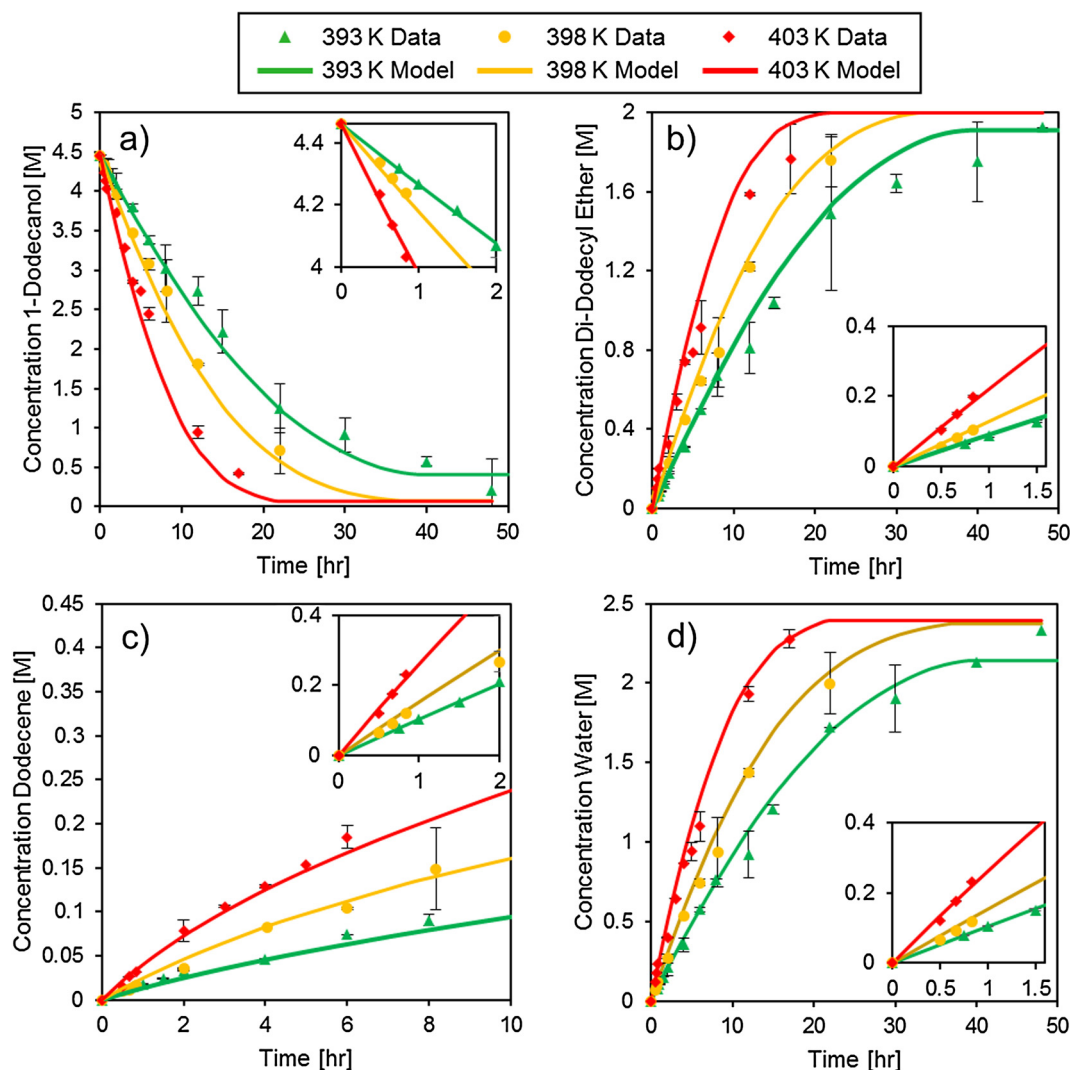 393 K Data 398 K Data 403 K Data
393 K Model 398 K Model 403 K Model
a)
Concentration 1-Dodecanol [M]
5
4.5
4
3.5
3
2.5
2
1.5
1
0.5
0
0 10 20 30 40 50
Time [hr]
4.4
4.2
4
0 1 2
b)
Concentration Di-Dodecyl Ether [M]
2
1.6
1.2
0.8
0.4
0
0 10 20 30 40 50
Time [hr]
0.4
0.2
0
0 0.5 1 1.5
c)
Concentration Dodecene [M]
0.45
0.4
0.35
0.3
0.25
0.2
0.15
0.1
0.05
0
0 2 4 6 8 10
Time [hr]
0.4
0.2
0
0 1 2
d)
Concentration Water [M]
2.5
2
1.5
1
0.5
0
0 10 20 30 40 50
Time [hr]
0.4
0.2
0
0 0.5 1 1.5